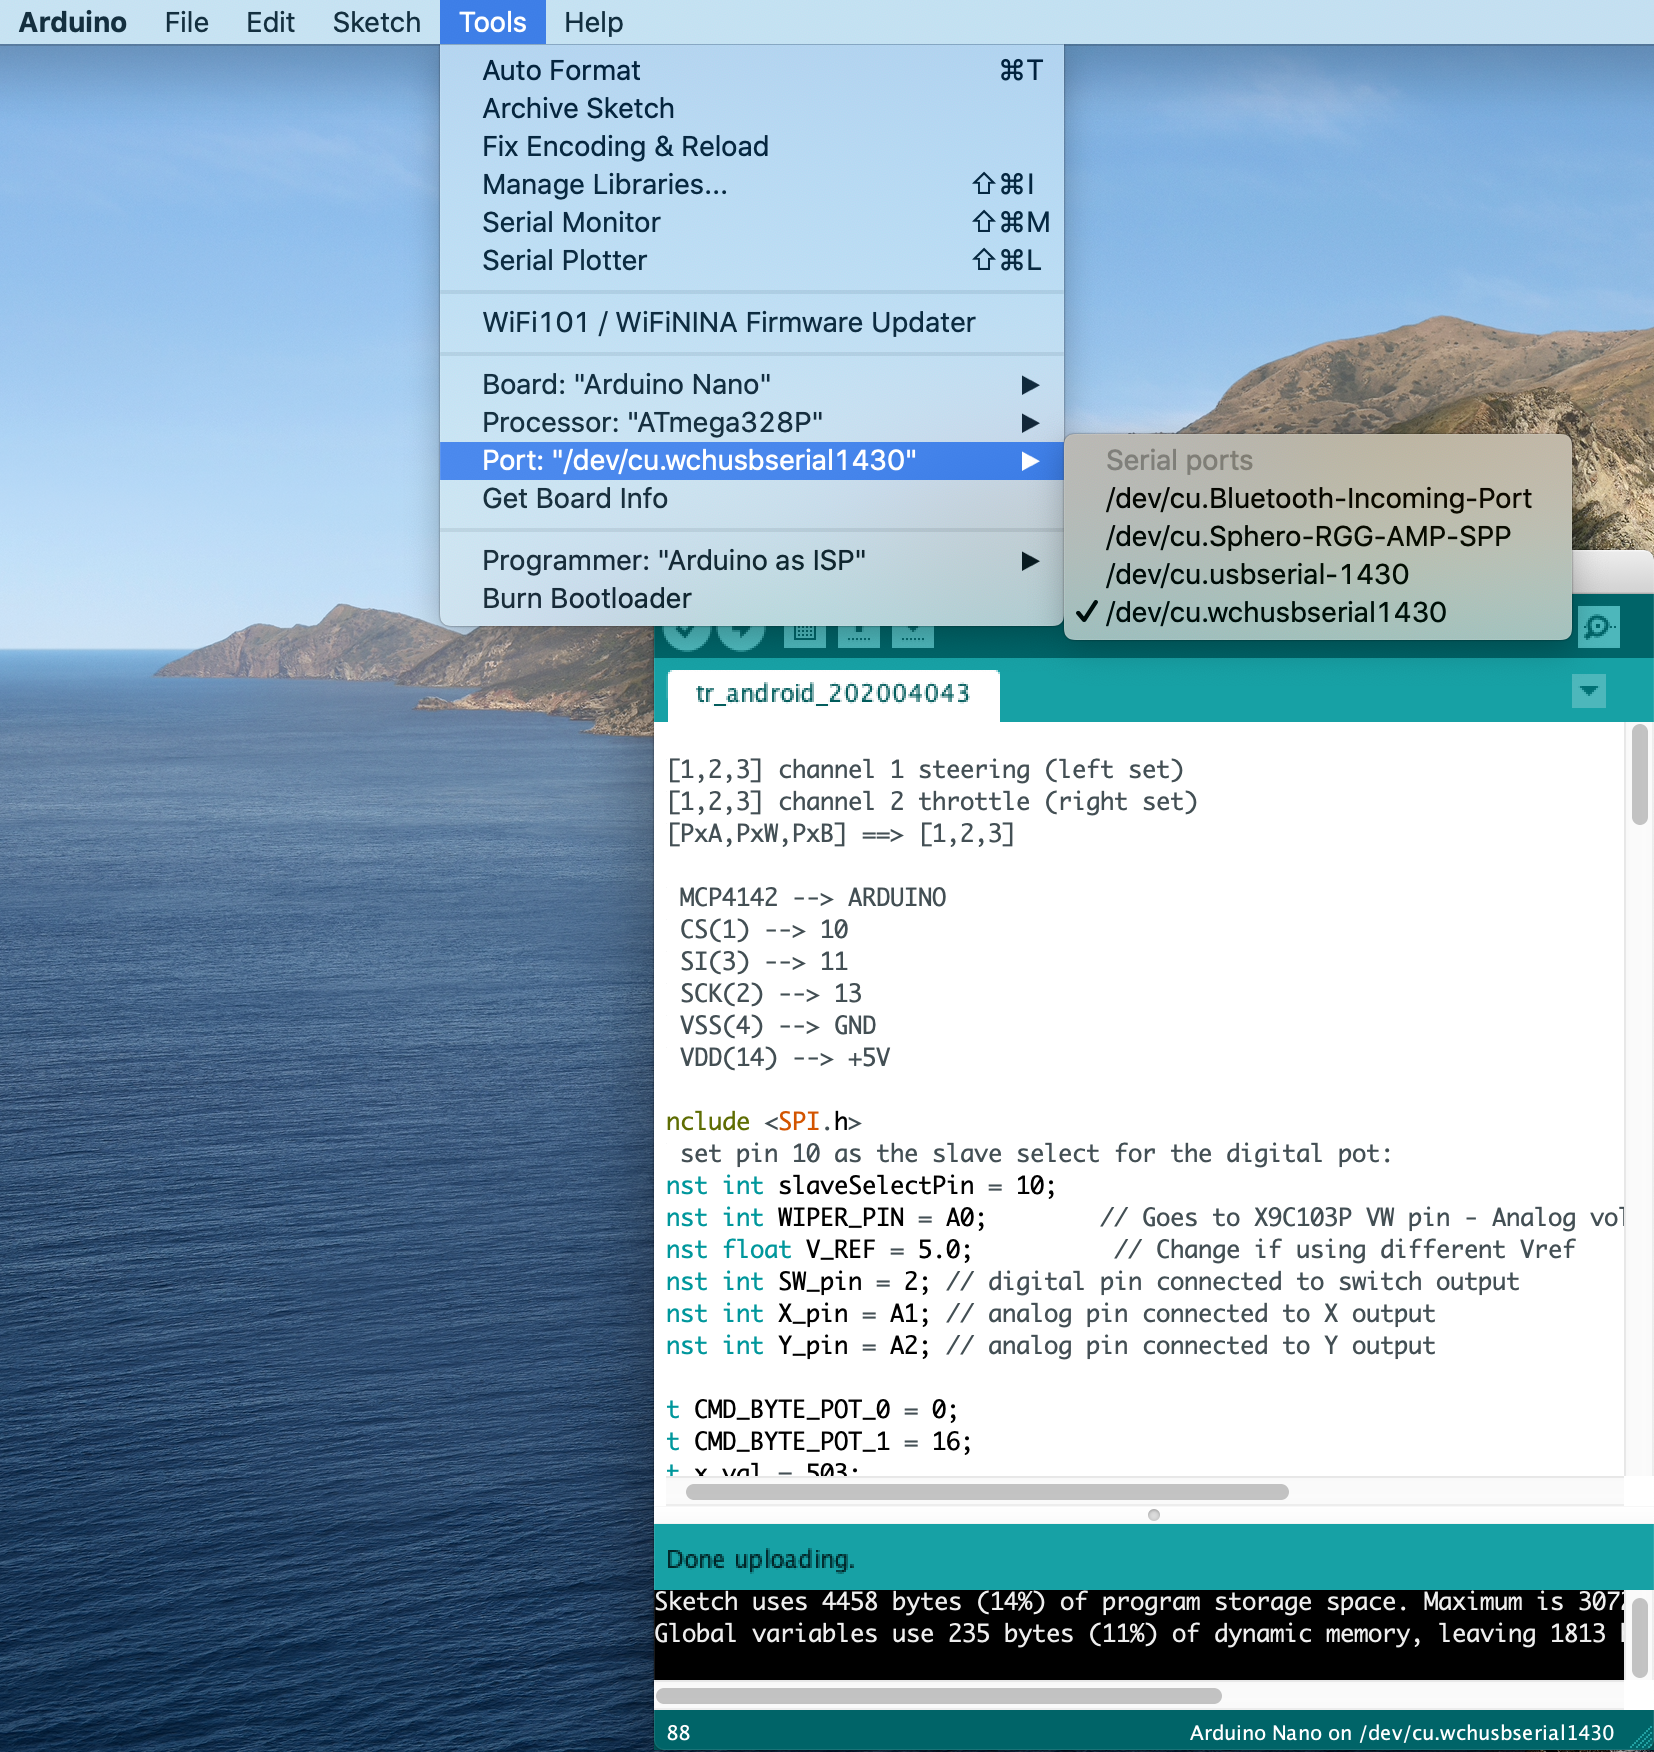 Arduino File Edit Sketch Tools Help
Auto Format ⌘T
Archive Sketch
Fix Encoding & Reload
Manage Libraries... ⇧⌘I
Serial Monitor ⇧⌘M
Serial Plotter ⇧⌘L
WiFi101 / WiFiNINA Firmware Updater
Board: "Arduino Nano"
Processor: "ATmega328P"
Port: "/dev/cu.wchusbserial1430"
Get Board Info
Programmer: "Arduino as ISP"
Burn Bootloader
Serial ports
/dev/cu.Bluetooth-Incoming-Port
/dev/cu.Sphero-RGG-AMP-SPP
/dev/cu.usbserial-1430
✓ /dev/cu.wchusbserial1430
tr_android_202004043
[1,2,3] channel 1 steering (left set)
[1,2,3] channel 2 throttle (right set)
[PxA,PxW,PxB] ==> [1,2,3]
MCP4142 --> ARDUINO
CS(1) --> 10
SI(3) --> 11
SCK(2) --> 13
VSS(4) --> GND
VDD(14) --> +5V
nclude <SPI.h>
set pin 10 as the slave select for the digital pot:
nst int slaveSelectPin = 10;
nst int WIPER_PIN = A0; // Goes to X9C103P VW pin - Analog vol
nst float V_REF = 5.0; // Change if using different Vref
nst int SW_pin = 2; // digital pin connected to switch output
nst int X_pin = A1; // analog pin connected to X output
nst int Y_pin = A2; // analog pin connected to Y output
t CMD_BYTE_POT_0 = 0;
t CMD_BYTE_POT_1 = 16;
t x_val = 503;
Done uploading.
Sketch uses 4458 bytes (14%) of program storage space. Maximum is 307
Global variables use 235 bytes (11%) of dynamic memory, leaving 1813
88 Arduino Nano on /dev/cu.wchusbserial1430